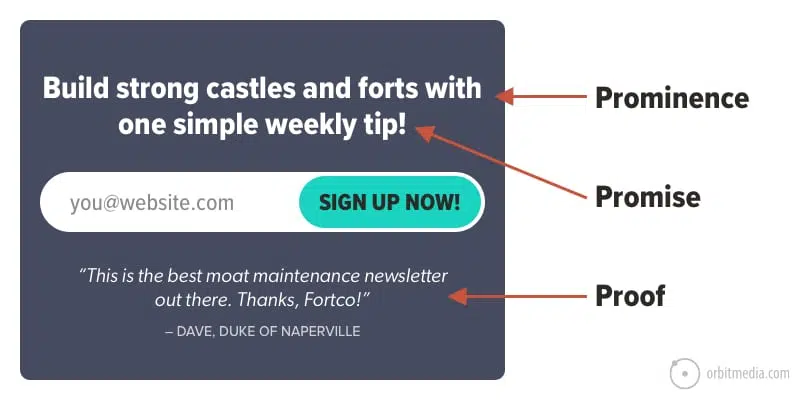 Build strong castles and forts with
one simple weekly tip!
you@website.com
SIGN UP NOW!
“This is the best moat maintenance newsletter
out there. Thanks, Fortco!”
– DAVE, DUKE OF NAPERVILLE
Prominence
Promise
Proof
orbitmedia.com